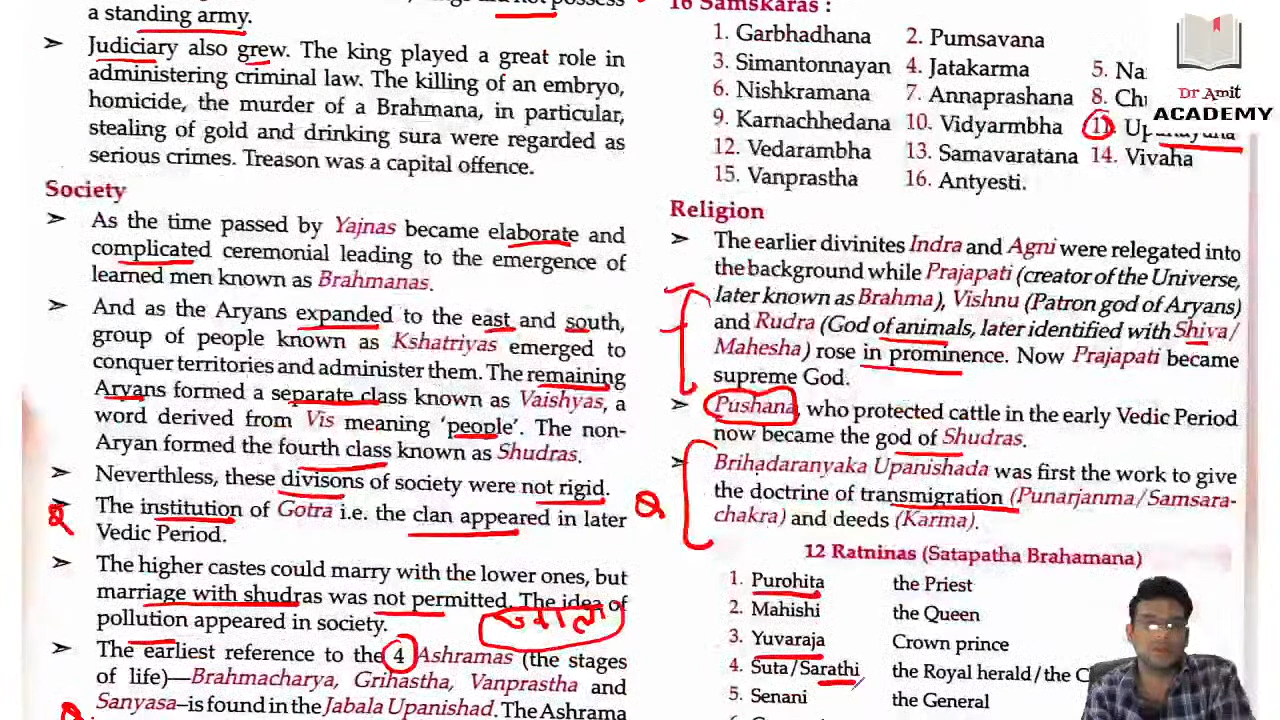 a standing army.
➤ Judiciary also grew. The king played a great role in
administering criminal law. The killing of an embryo,
homicide, the murder of a Brahmana, in particular,
stealing of gold and drinking sura were regarded as
serious crimes. Treason was a capital offence.
Society
➤ As the time passed by Yajnas became elaborate and
complicated ceremonial leading to the emergence of
learned men known as Brahmanas.
➤ And as the Aryans expanded to the east and south,
group of people known as Kshatriyas emerged to
conquer territories and administer them. The remaining
Aryans formed a separate class known as Vaishyas, a
word derived from Vis meaning ‘people’. The non-
Aryan formed the fourth class known as Shudras.
➤ Neverthless, these divisons of society were not rigid.
➤ The institution of Gotra i.e. the clan appeared in later
Vedic Period.
➤ The higher castes could marry with the lower ones, but
marriage with shudras was not permitted. The idea of
pollution appeared in society.
➤ The earliest reference to the 4 Ashramas (the stages
of life)—Brahmacharya, Grihastha, Vanprastha and
Sanyasa–is found in the Jabala Upanishad. The Ashrama
16 Samskaras :
1. Garbhadhana 2. Pumsavana
3. Simantonnayan 4. Jatakarma 5. Na
6. Nishkramana 7. Annaprashana 8. Chu
9. Karnachhedana 10. Vidyarmbha 11. Upanayana
12. Vedarambha 13. Samavaratana 14. Vivaha
15. Vanprastha 16. Antyesti.
Religion
➤ The earlier divinites Indra and Agni were relegated into
the background while Prajapati (creator of the Universe,
later known as Brahma), Vishnu (Patron god of Aryans)
and Rudra (God of animals, later identified with Shiva/
Mahesha) rose in prominence. Now Prajapati became
supreme God.
➤ Pushana, who protected cattle in the early Vedic Period
now became the god of Shudras.
➤ Brihadaranyaka Upanishada was first the work to give
the doctrine of transmigration (Punarjanma/Samsara-
chakra) and deeds (Karma).
12 Ratninas (Satapatha Brahamana)
1. Purohita the Priest
2. Mahishi the Queen
3. Yuvaraja Crown prince
4. Suta/Sarathi the Royal herald/the C
5. Senani the General
Dr Amit
ACADEMY